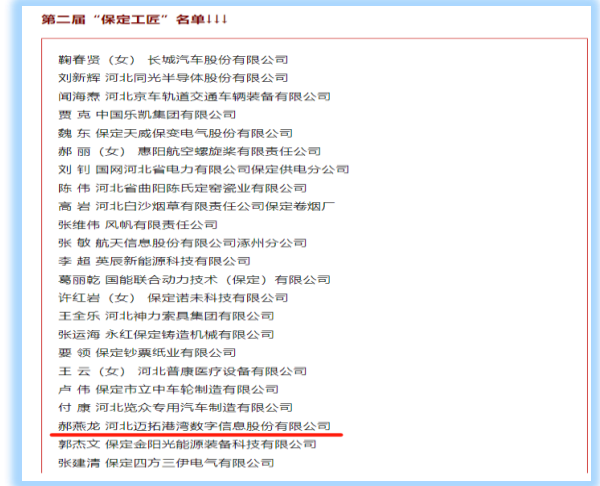 第二届“保定工匠”名单↓↓↓
鞠春贤（女） 长城汽车股份有限公司
刘新辉 河北同光半导体股份有限公司
闻海焘 河北京车轨道交通车辆装备有限公司
贾 克 中国乐凯集团有限公司
魏 东 保定天威保变电气股份有限公司
郝 丽（女） 惠阳航空螺旋桨有限责任公司
刘 钊 国网河北省电力有限公司保定供电分公司
陈 伟 河北省曲阳陈氏定窑瓷业有限公司
高 岩 河北白沙烟草有限责任公司保定卷烟厂
张维伟 风帆有限责任公司
张 敏 航天信息股份有限公司涿州分公司
李 超 英辰新能源科技有限公司
葛丽乾 国能联合动力技术（保定）有限公司
许红岩（女） 保定诺未科技有限公司
王全乐 河北神力索具集团有限公司
张运海 永红保定铸造机械有限公司
要 领 保定钞票纸业有限公司
王 云（女） 河北普康医疗设备有限公司
卢 伟 保定市立中车轮制造有限公司
付 康 河北览众专用汽车制造有限公司
郝燕龙 河北迈拓港湾数字信息股份有限公司
郭杰文 保定金阳光能源装备科技有限公司
张建清 保定四方三伊电气有限公司